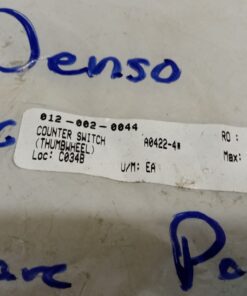 Denso
012-002-0044
COUNTER SWITCH A0422-4* RO :
(THUMBWHEEL)
Loc: C034B U/M: EA Max: